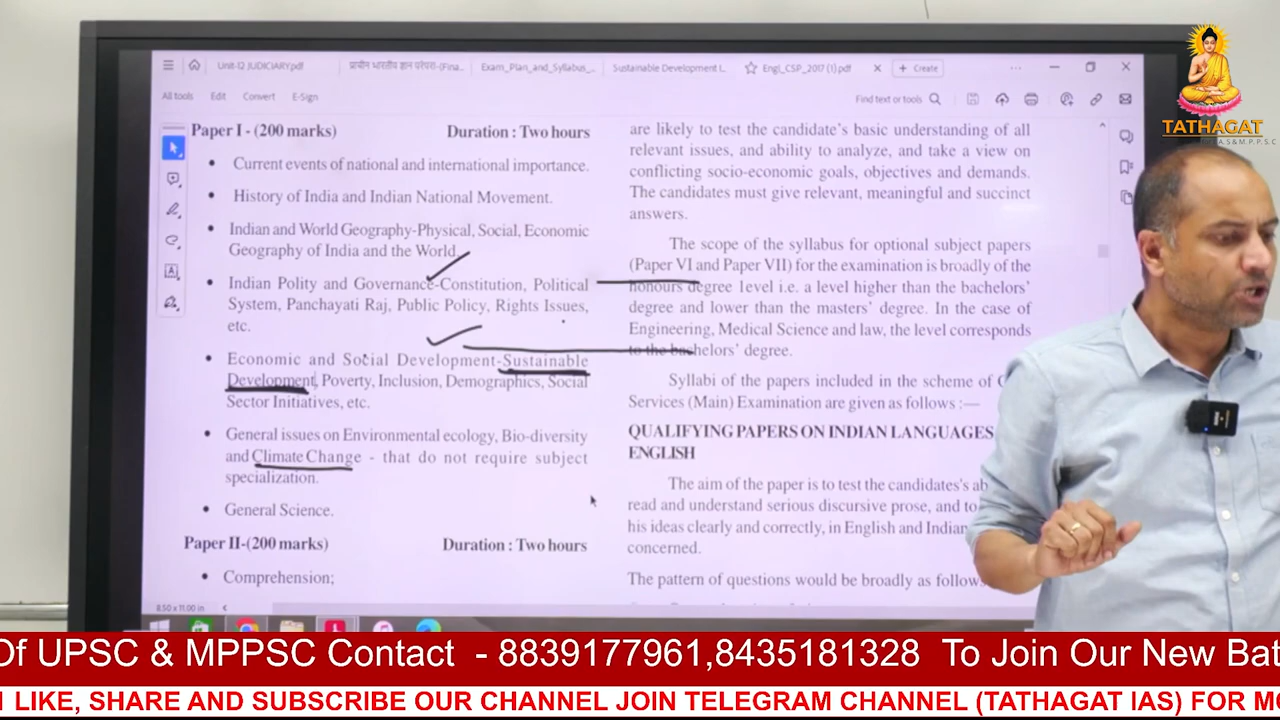 Unit-12 JUDICIARY.pdf
प्राचीन भारतीय ज्ञान परंपरा-(Fina...
Exam_Plan_and_Syllabus_...
Sustainable Development I...
Engl_CSP_2017 (1).pdf
+ Create
All tools Edit Convert E-Sign
Find text or tools
Paper I - (200 marks) Duration : Two hours
• Current events of national and international importance.
• History of India and Indian National Movement.
• Indian and World Geography-Physical, Social, Economic
Geography of India and the World.
• Indian Polity and Governance-Constitution, Political
System, Panchayati Raj, Public Policy, Rights Issues,
etc.
• Economic and Social Development-Sustainable
Development, Poverty, Inclusion, Demographics, Social
Sector Initiatives, etc.
• General issues on Environmental ecology, Bio-diversity
and Climate Change - that do not require subject
specialization.
• General Science.
Paper II-(200 marks) Duration : Two hours
• Comprehension;
8.50 x 11.00 in
are likely to test the candidate's basic understanding of all
relevant issues, and ability to analyze, and take a view on
conflicting socio-economic goals, objectives and demands.
The candidates must give relevant, meaningful and succinct
answers.
The scope of the syllabus for optional subject papers
(Paper VI and Paper VII) for the examination is broadly of the
honours degree level i.e. a level higher than the bachelors'
degree and lower than the masters' degree. In the case of
Engineering, Medical Science and law, the level corresponds
to the bachelors' degree.
Syllabi of the papers included in the scheme of
Services (Main) Examination are given as follows :—
QUALIFYING PAPERS ON INDIAN LANGUAGES
ENGLISH
The aim of the paper is to test the candidates's ab
read and understand serious discursive prose, and to
his ideas clearly and correctly, in English and Indian
concerned.
The pattern of questions would be broadly as follow
TATHAGAT
Of UPSC & MPPSC Contact - 8839177961,8435181328 To Join Our New Bat
LIKE, SHARE AND SUBSCRIBE OUR CHANNEL JOIN TELEGRAM CHANNEL (TATHAGAT IAS) FOR M